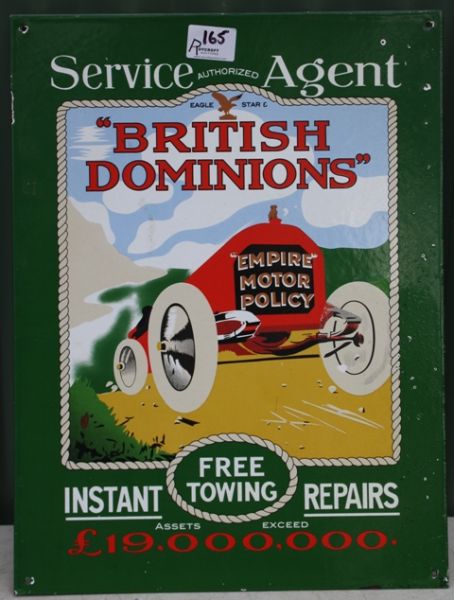 165
Service AUTHORIZED Agent
EAGLE STAR &
"BRITISH
DOMINIONS"
"EMPIRE"
MOTOR
POLICY
FREE
TOWING
INSTANT REPAIRS
ASSETS EXCEED
£19.000,000.